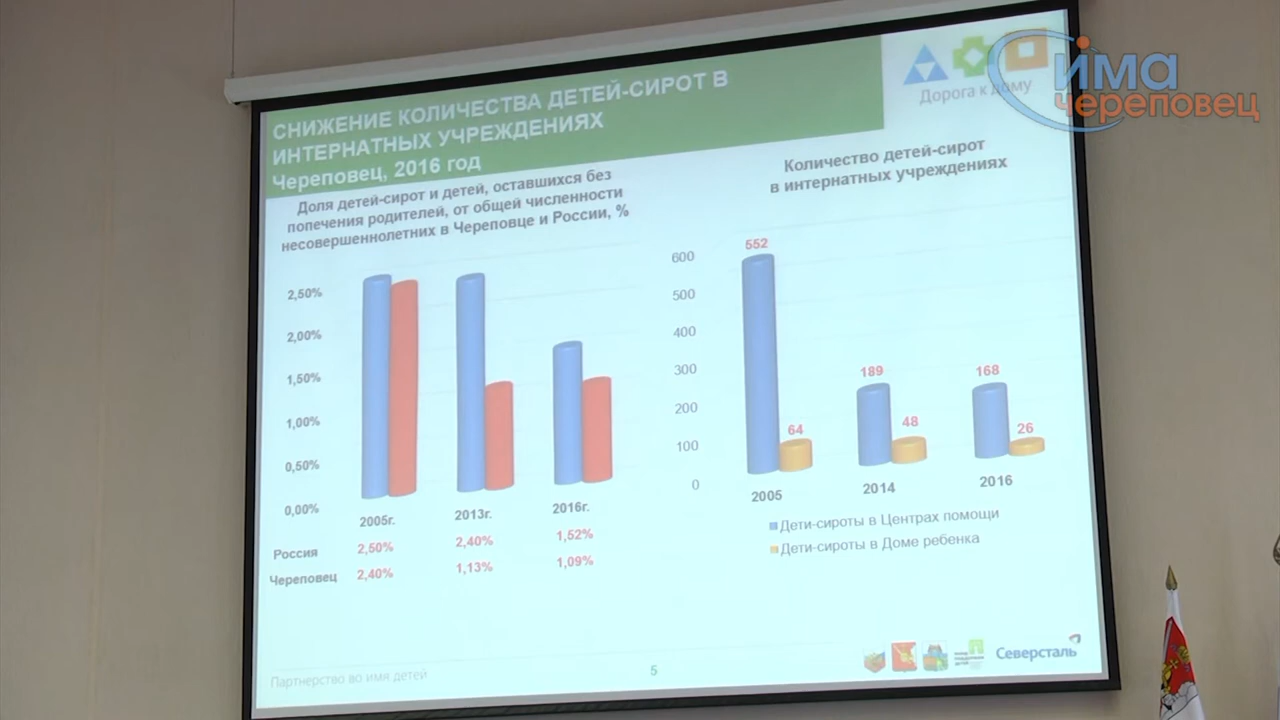 има
Череповец
СНИЖЕНИЕ КОЛИЧЕСТВА ДЕТЕЙ-СИРОТ В
ИНТЕРНАТНЫХ УЧРЕЖДЕНИЯХ
Череповец, 2016 год
Дорога к дому
Доля детей-сирот и детей, оставшихся без
попечения родителей, от общей численности
несовершеннолетних в Череповце и России, %
2,50%
2,00%
1,50%
1,00%
0,50%
0,00%
2005г.
2013г.
2016г.
Россия 2,50% 2,40% 1,52%
Череповец 2,40% 1,13% 1,09%
Количество детей-сирот
в интернатных учреждениях
600
500
400
300
200
100
0
552
64
189
48
168
26
2005
2014
2016
Дети-сироты в Центрах помощи
Дети-сироты в Доме ребенка
Партнерство во имя детей
5
Северсталь